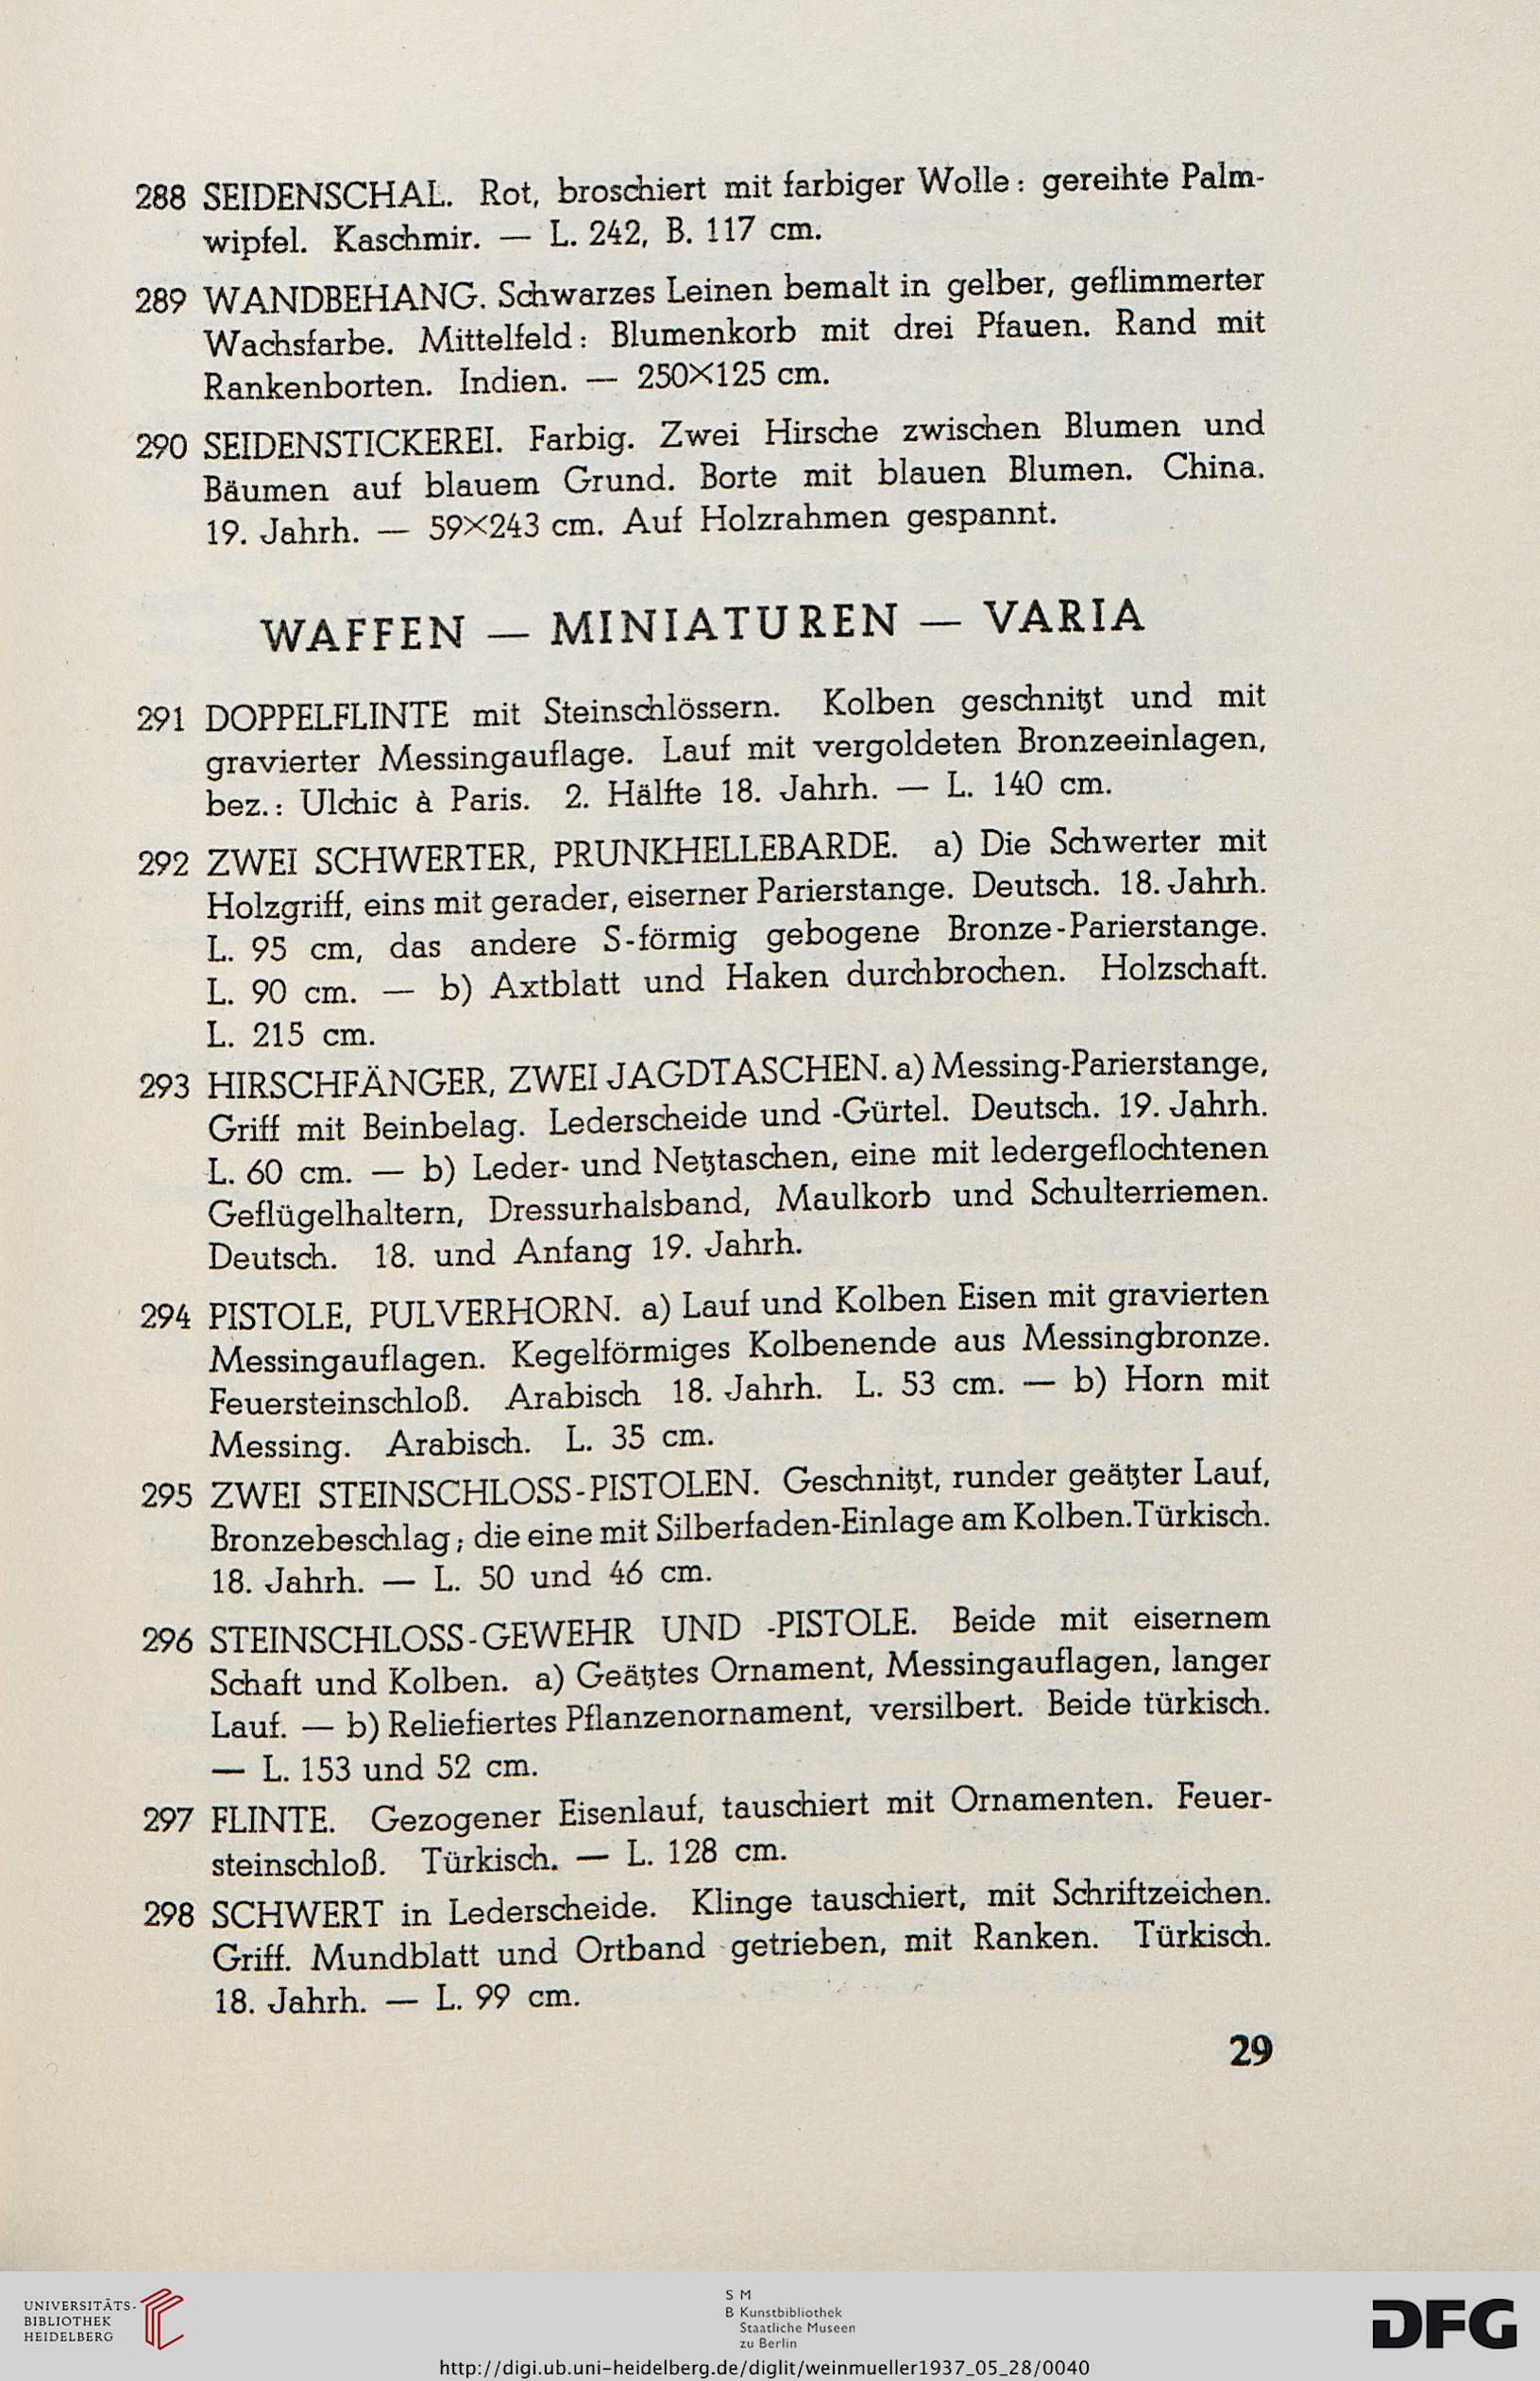 288 SEIDENSCHAL. Rot, broschiert mit farbiger Wolle: gereihte Palm-
wipfel. Kaschmir. — L. 242, B. 117 cm.
289 WANDBEHANG. Schwarzes Leinen bemalt in gelber, geflimmerter
Wachsfarbe. Mittelfeld: Blumenkorb mit drei Pfauen. Rand mit
Rankenborten. Indien. — 250×125 cm.
290 SEIDENSTICKEREI. Farbig. Zwei Hirsche zwischen Blumen und
Bäumen auf blauem Grund. Borte mit blauen Blumen. China.
19. Jahrh. — 59×243 cm. Auf Holzrahmen gespannt.
WAFFEN — MINIATUREN — VARIA
291 DOPPELFLINTE mit Steinschlössern. Kolben geschnitzt und mit
gravierter Messingauflage. Lauf mit vergoldeten Bronzeeinlagen,
bez.: Ulchic à Paris. 2. Hälfte 18. Jahrh. — L. 140 cm.
292 ZWEI SCHWERTER, PRUNKHELLEBARDE. a) Die Schwerter mit
Holzgriff, eins mit gerader, eiserner Parierstange. Deutsch. 18. Jahrh.
L. 95 cm, das andere S-förmig gebogene Bronze-Parierstange.
L. 90 cm. — b) Axtblatt und Haken durchbrochen. Holzschaft.
L. 215 cm.
293 HIRSCHFÄNGER, ZWEI JAGDTASCHEN. a) Messing-Parierstange,
Griff mit Beinbelag. Lederscheide und -Gürtel. Deutsch. 19. Jahrh.
L. 60 cm. — b) Leder- und Netztaschen, eine mit ledergeflochtenen
Geflügelhaltern, Dressurhalsband, Maulkorb und Schulterriemen.
Deutsch. 18. und Anfang 19. Jahrh.
294 PISTOLE, PULVERHORN. a) Lauf und Kolben Eisen mit gravierten
Messingauflagen. Kegelförmiges Kolbenende aus Messingbronze.
Feuersteinschloß. Arabisch 18. Jahrh. L. 53 cm. — b) Horn mit
Messing. Arabisch. L. 35 cm.
295 ZWEI STEINSCHLOSS-PISTOLEN. Geschnitzt, runder geätzter Lauf,
Bronzebeschlag; die eine mit Silberfaden-Einlage am Kolben. Türkisch.
18. Jahrh. — L. 50 und 46 cm.
296 STEINSCHLOSS-GEWEHR UND -PISTOLE. Beide mit eisernem
Schaft und Kolben. a) Geätztes Ornament, Messingauflagen, langer
Lauf. — b) Reliefiertes Pflanzenornament, versilbert. Beide türkisch.
— L. 153 und 52 cm.
297 FLINTE. Gezogener Eisenlauf, tauschiert mit Ornamenten. Feuer-
steinschloß. Türkisch. — L. 128 cm.
298 SCHWERT in Lederscheide. Klinge tauschiert, mit Schriftzeichen.
Griff. Mundblatt und Ortband getrieben, mit Ranken. Türkisch.
18. Jahrh. — L. 99 cm.
29
UNIVERSITÄTS-
BIBLIOTHEK
HEIDELBERG
S M
B Kunstbibliothek
Staatliche Museen
zu Berlin
http://digi.ub.uni-heidelberg.de/diglit/weinmueller1937_05_28/0040
DFG